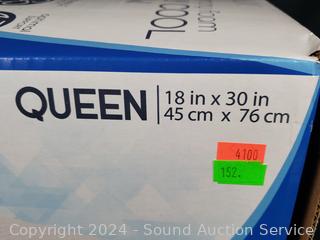 QUEEN
18 in x 30 in
45 cm x 76 cm
4100
152.
Copyright © 2024 - Sound Auction Service